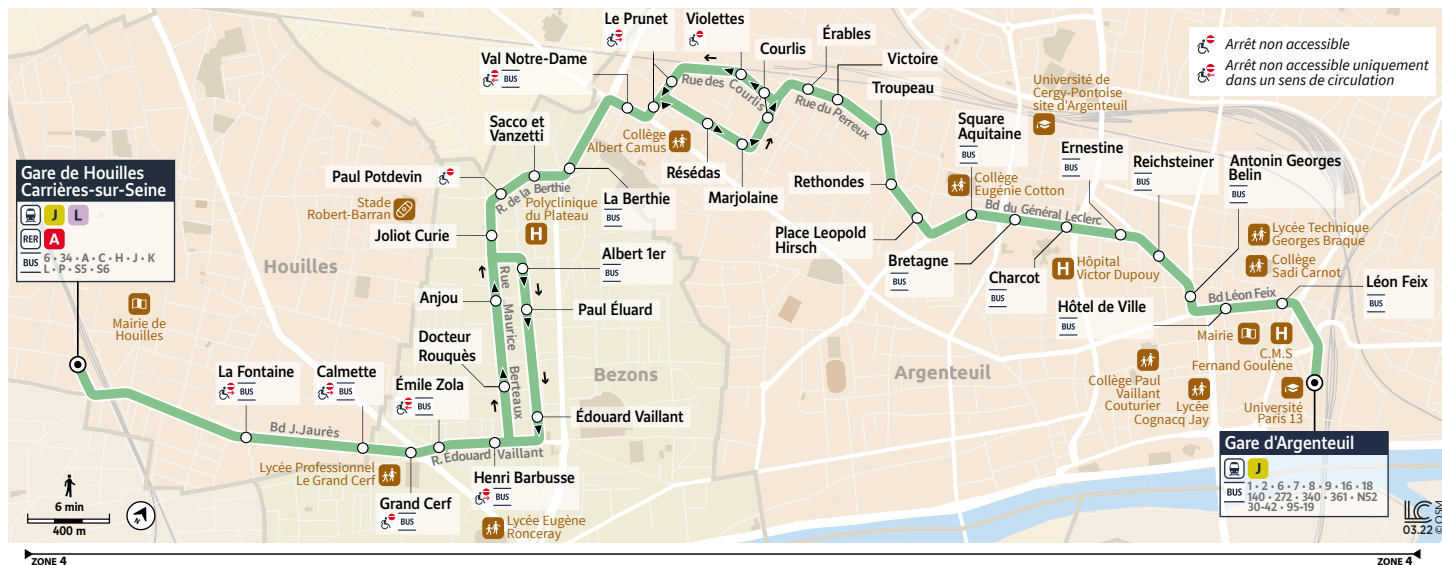 Le Prunet
Violettes
Courlis
Érables
Victoire
Troupeau
Val Notre-Dame
BUS
Rue des Courlis
Rue du Perreux
Arrêt non accessible
Arrêt non accessible uniquement
dans un sens de circulation
Université de
Cergy-Pontoise
site d'Argenteuil
Sacco et
Vanzetti
Collège
Albert Camus
Square
Aquitaine
BUS
Ernestine
BUS
Reichsteiner
BUS
Antonin Georges
Belin
BUS
Gare de Houilles
Carrières-sur-Seine
J
L
RER
A
BUS
6 • 34 • A • C • H • J • K
L • P • S5 • S6
Paul Potdevin
R. de la Berthie
Résédas
Marjolaine
Rethondes
Collège
Eugénie Cotton
Stade
Robert-Barran
Polyclinique
du Plateau
H
La Berthie
BUS
Bd du Général Leclerc
Joliot Curie
Place Leopold
Hirsch
Lycée Technique
Georges Braque
Houilles
Albert 1er
BUS
Bretagne
BUS
Charcot
BUS
H
Hôpital
Victor Dupouy
Collège
Sadi Carnot
Léon Feix
BUS
Anjou
Rue Maurice Berteaux
Paul Éluard
Hôtel de Ville
BUS
Bd Léon Feix
Mairie de
Houilles
Docteur
Rouquès
Mairie
H
C.M.S
Fernand Goulène
La Fontaine
BUS
Calmette
BUS
Émile Zola
BUS
Bezons
Argenteuil
Collège Paul
Vaillant
Couturier
Lycée
Cognacq Jay
Université
Paris 13
Édouard Vaillant
Bd J.Jaurès
R. Édouard Vaillant
Lycée Professionnel
Le Grand Cerf
Gare d'Argenteuil
J
BUS
1 • 2 • 6 • 7 • 8 • 9 • 16 • 18
140 • 272 • 340 • 361 • N52
30-42 • 95-19
Henri Barbusse
BUS
Grand Cerf
BUS
Lycée Eugène
Ronceray
6 min
400 m
N
LC
03.22 ©OSM
ZONE 4
ZONE 4